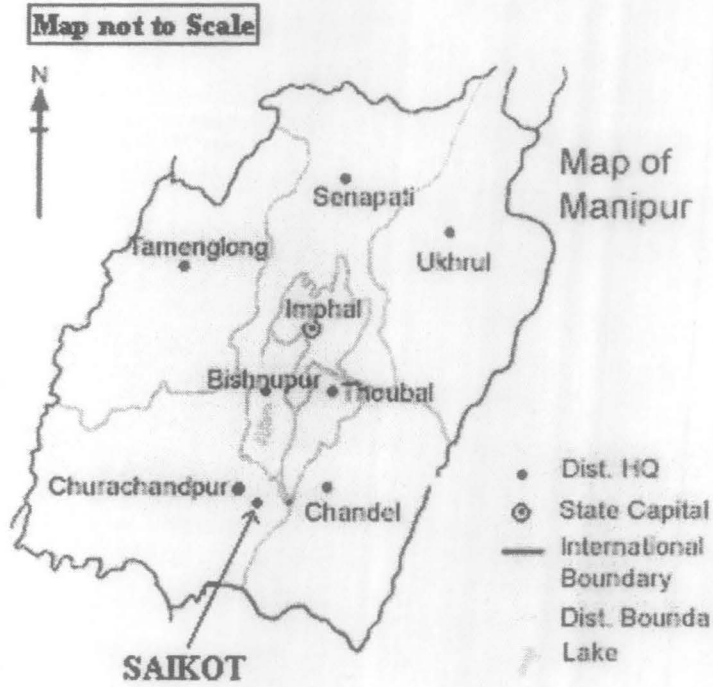 Map not to Scale
N
Map of
Manipur
Senapati
Ukhrul
Tamenglong
Imphal
Bishnupur
Thoubal
Churachandpur
Chandel
SAIKOT
Dist. HQ
State Capital
International
Boundary
Dist. Bounda
Lake